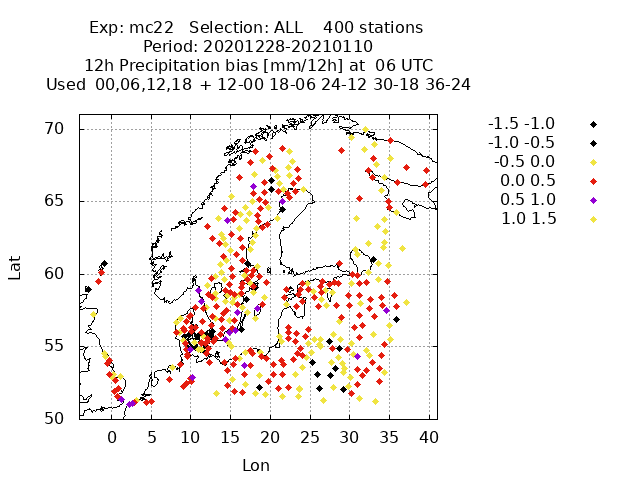 Exp: mc22 Selection: ALL 400 stations
Period: 20201228-20210110
12h Precipitation bias [mm/12h] at 06 UTC
Used 00,06,12,18 + 12-00 18-06 24-12 30-18 36-24
-1.5 -1.0
-1.0 -0.5
-0.5 0.0
0.0 0.5
0.5 1.0
1.0 1.5
70
65
60
55
50
Lat
0 5 10 15 20 25 30 35 40
Lon